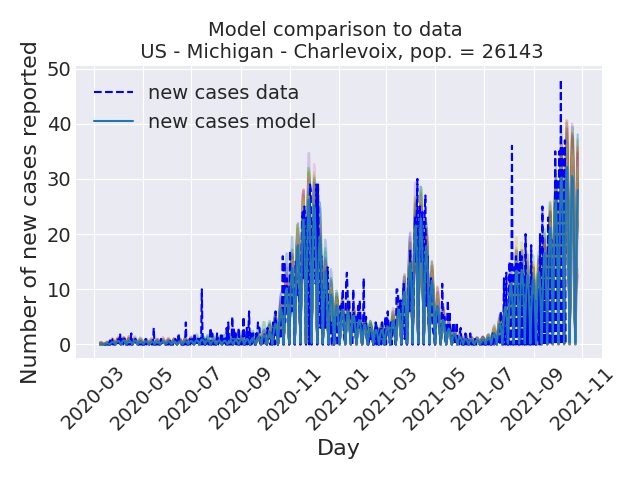 Model comparison to data
US - Michigan - Charlevoix, pop. = 26143
Number of new cases reported
50
40
30
20
10
0
new cases data
new cases model
2020-03
2020-05
2020-07
2020-09
2020-11
2021-01
2021-03
2021-05
2021-07
2021-09
2021-11
Day